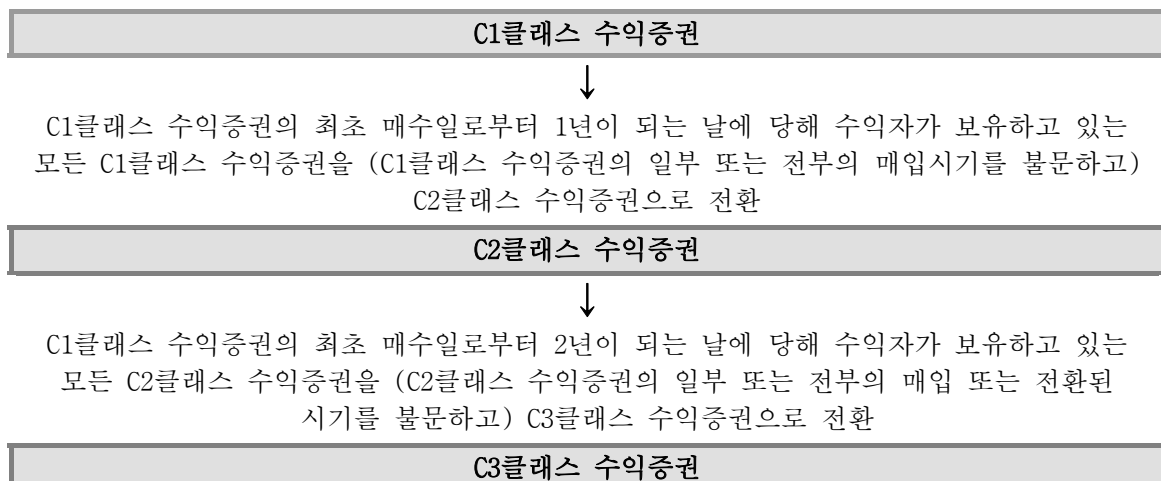 C1클래스 수익증권
↓
C1클래스 수익증권의 최초 매수일로부터 1년이 되는 날에 당해 수익자가 보유하고 있는
모든 C1클래스 수익증권을 (C1클래스 수익증권의 일부 또는 전부의 매입시기를 불문하고)
C2클래스 수익증권으로 전환
C2클래스 수익증권
↓
C1클래스 수익증권의 최초 매수일로부터 2년이 되는 날에 당해 수익자가 보유하고 있는
모든 C2클래스 수익증권을 (C2클래스 수익증권의 일부 또는 전부의 매입 또는 전환된
시기를 불문하고) C3클래스 수익증권으로 전환
C3클래스 수익증권